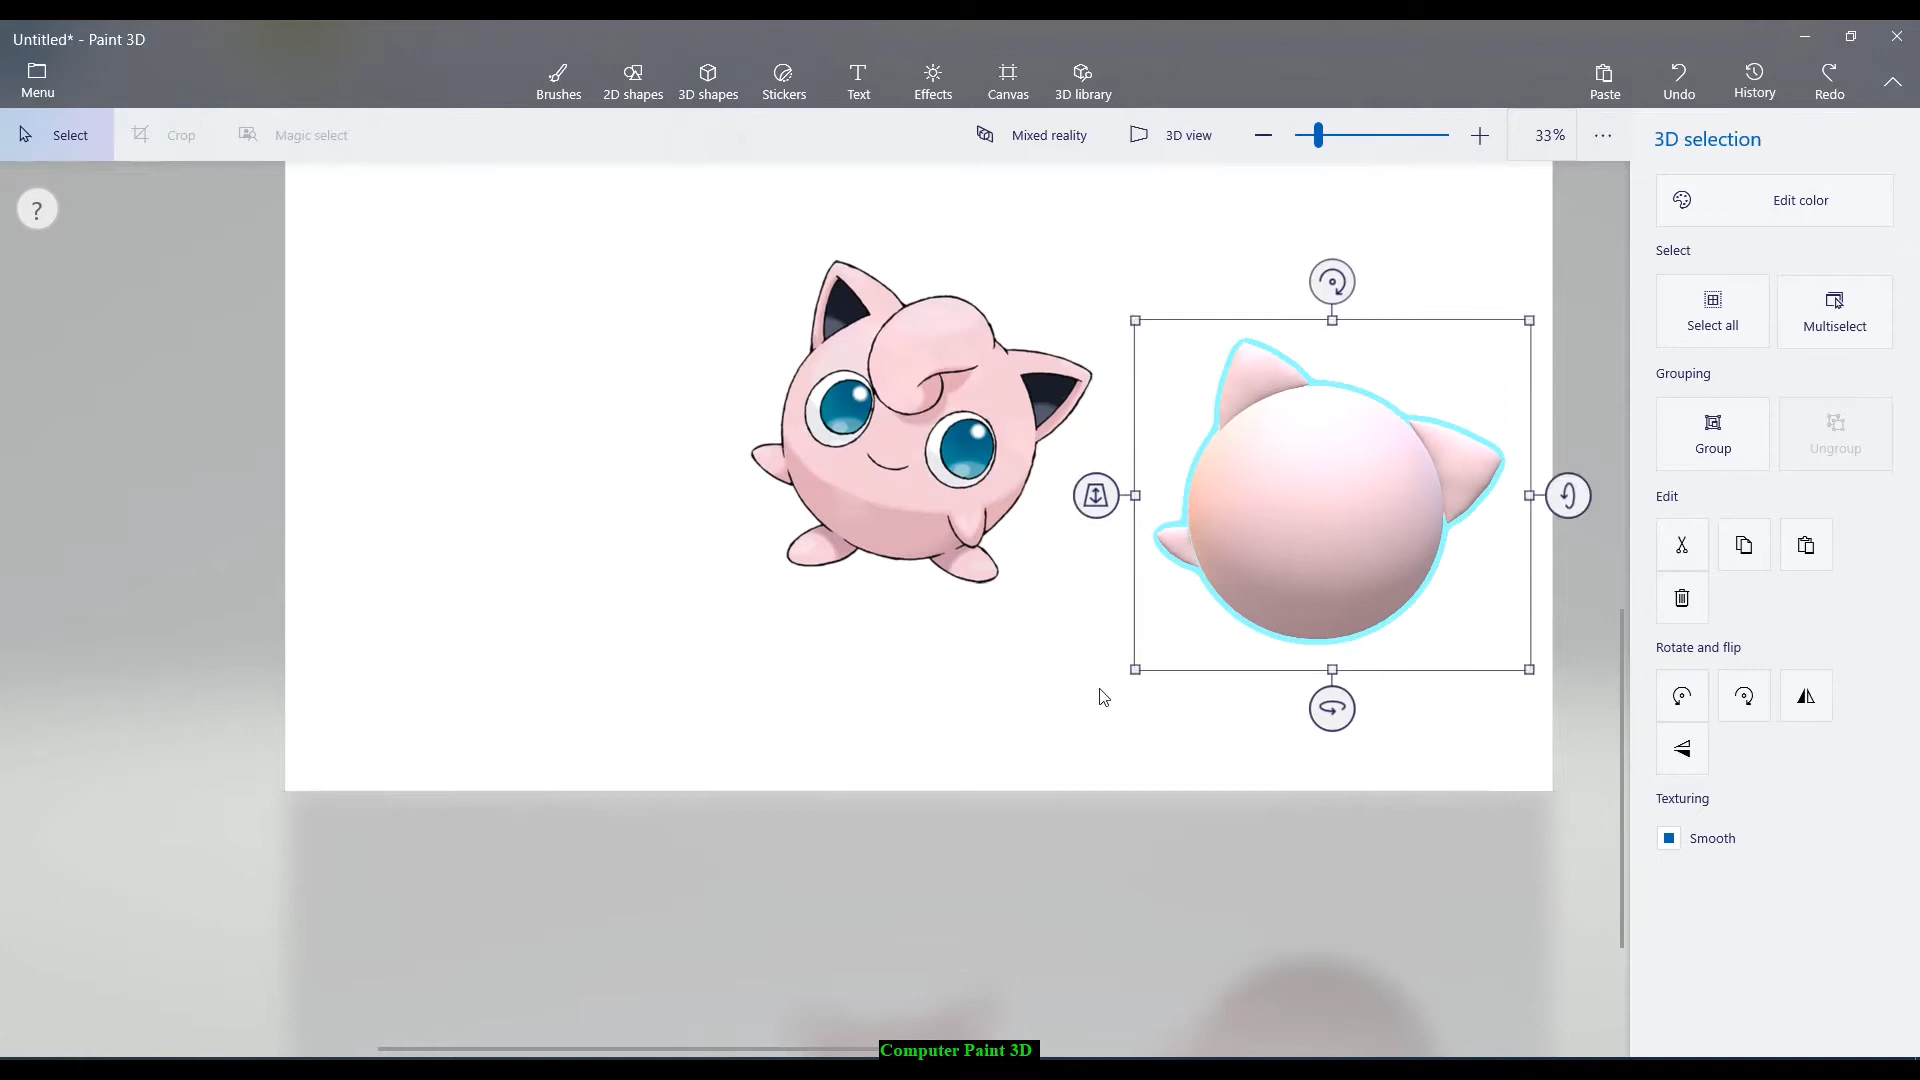 Untitled* - Paint 3D
Menu
Brushes
2D shapes
3D shapes
Stickers
Text
Effects
Canvas
3D library
Paste
Undo
History
Redo
Select
Crop
Magic select
Mixed reality
3D view
33%
?
3D selection
Edit color
Select
Select all
Multiselect
Grouping
Group
Ungroup
Edit
Rotate and flip
Texturing
Smooth
Computer Paint 3D